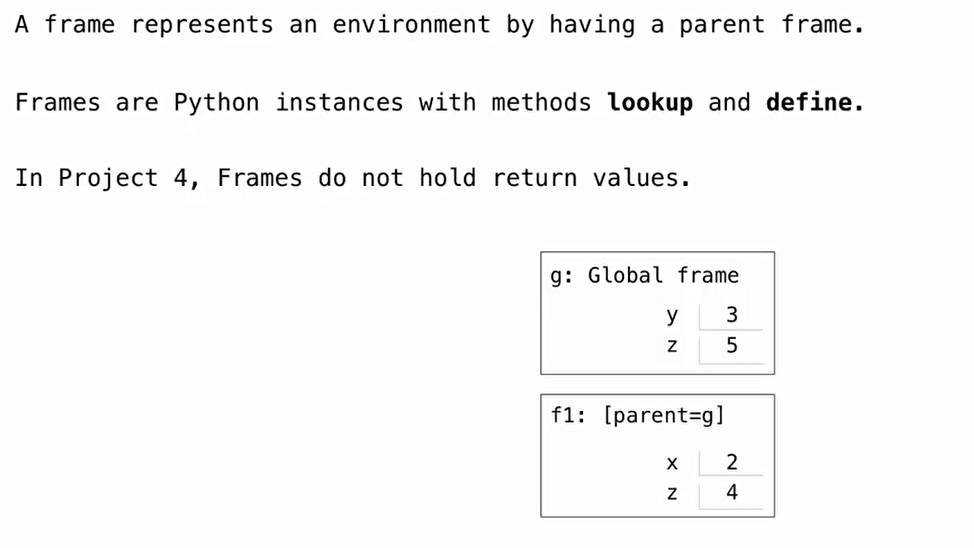 A frame represents an environment by having a parent frame.
Frames are Python instances with methods lookup and define.
In Project 4, Frames do not hold return values.
g: Global frame
y 3
z 5
f1: [parent=g]
x 2
z 4